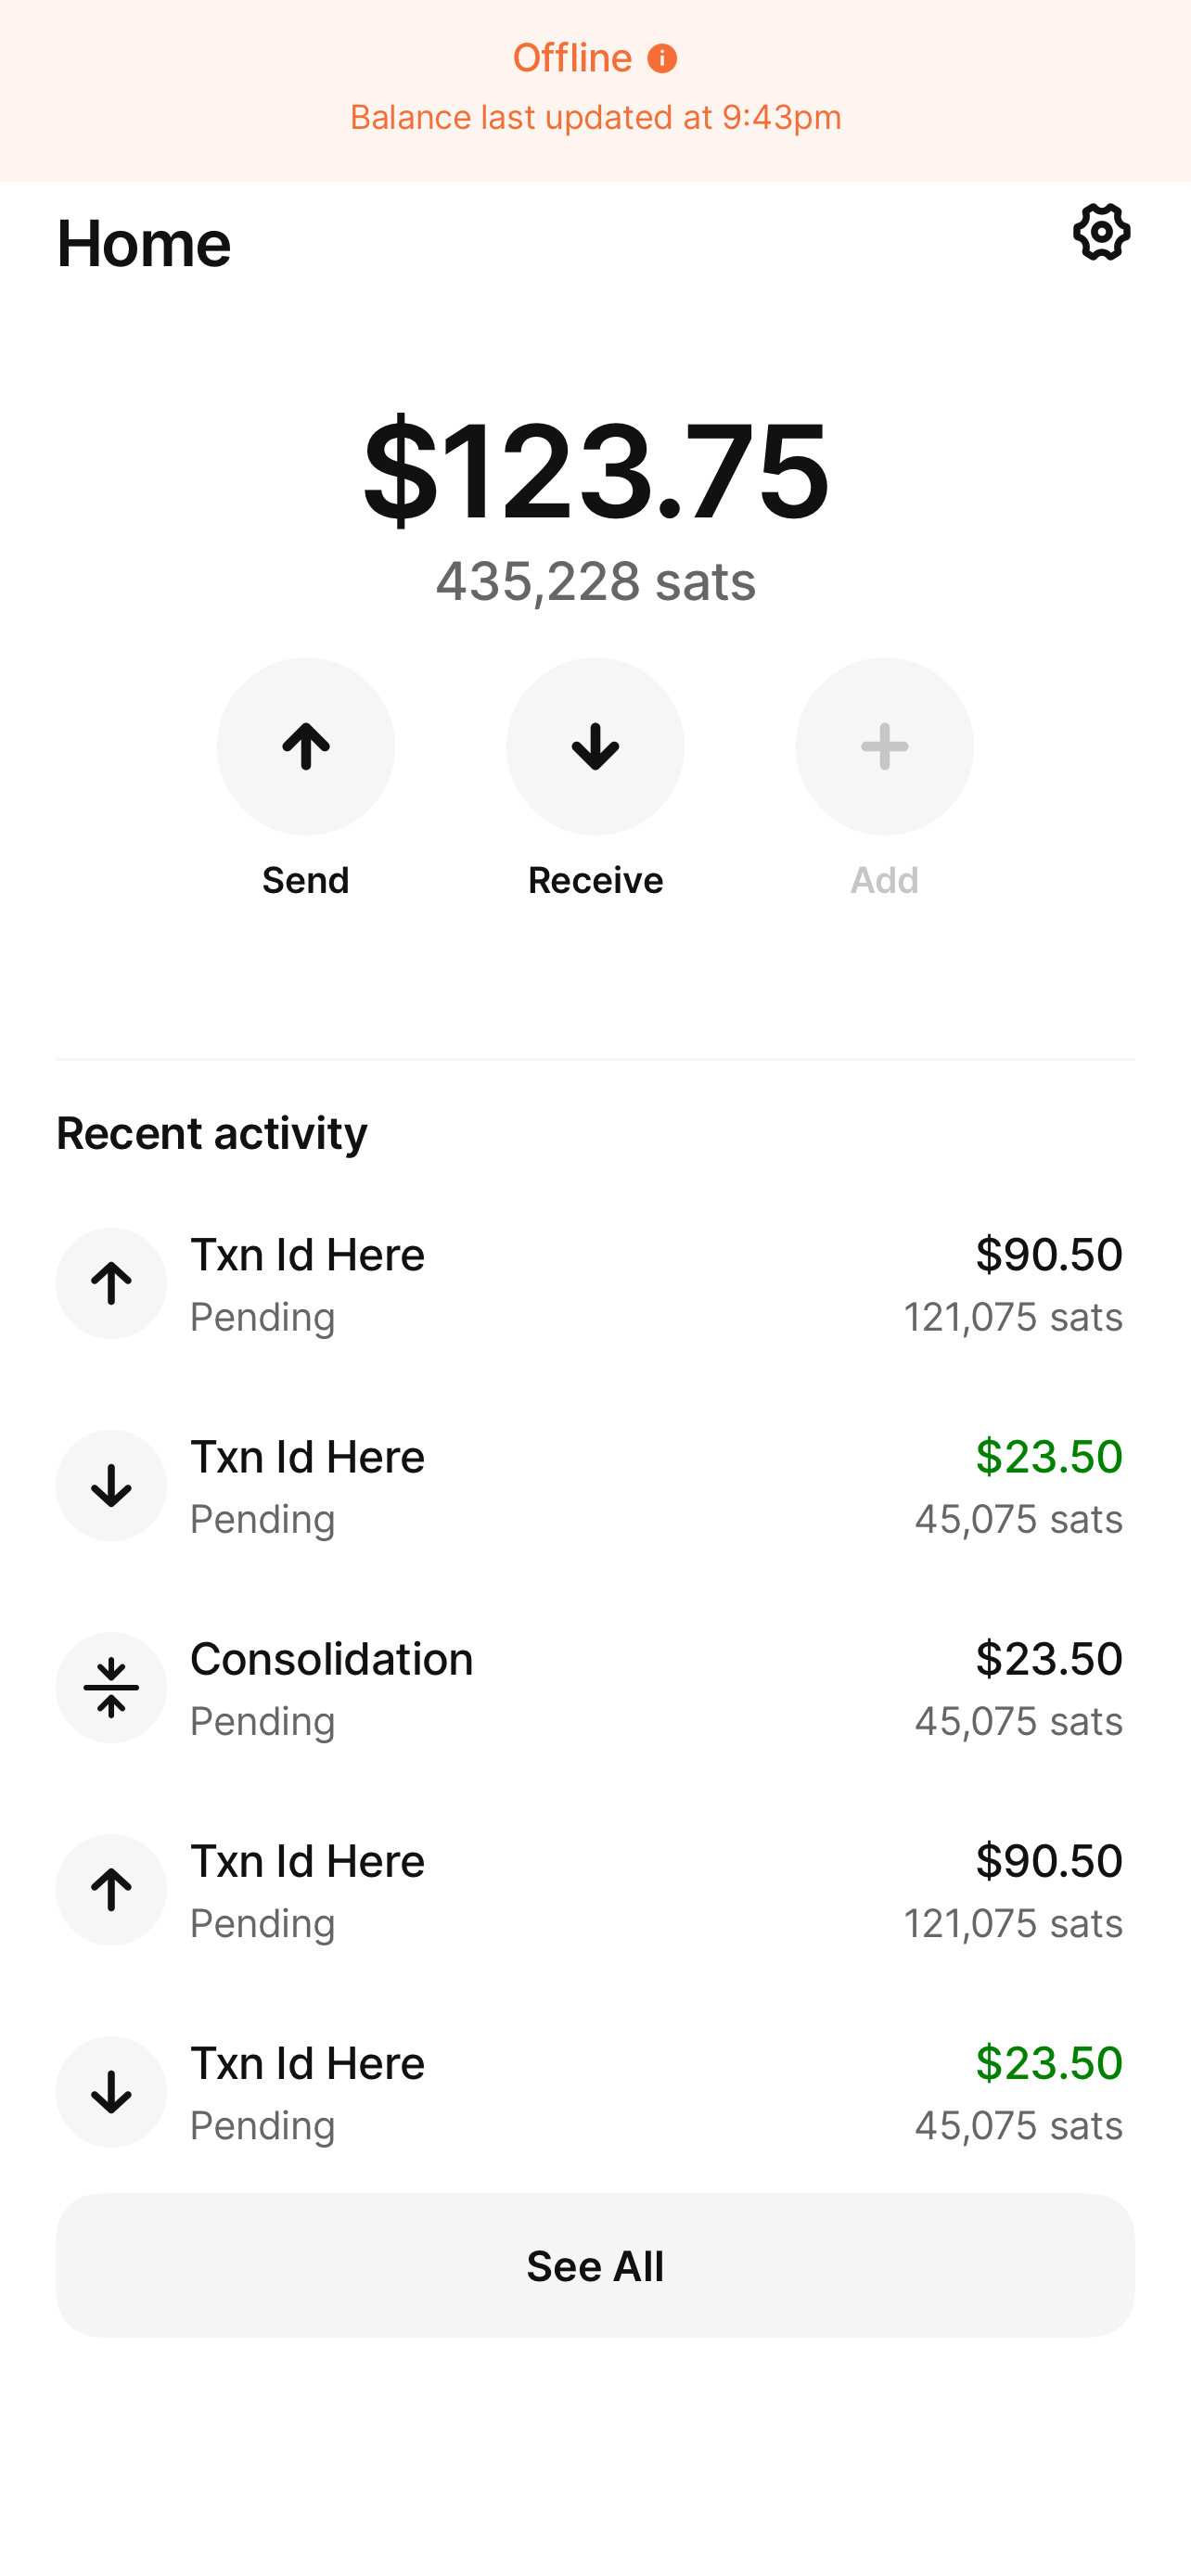 Offline
Balance last updated at 9:43pm
Home
$123.75
435,228 sats
Send
Receive
Add
Recent activity
Txn Id Here
$90.50
Pending
121,075 sats
Txn Id Here
$23.50
Pending
45,075 sats
Consolidation
$23.50
Pending
45,075 sats
Txn Id Here
$90.50
Pending
121,075 sats
Txn Id Here
$23.50
Pending
45,075 sats
See All